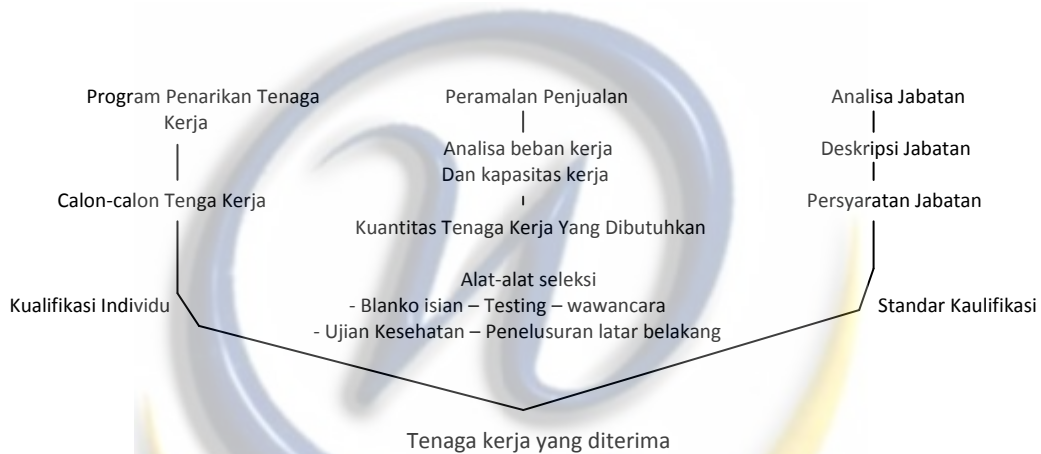 Program Penarikan Tenaga
Kerja
Peramalan Penjualan
Analisa Jabatan
Analisa beban kerja
Dan kapasitas kerja
Deskripsi Jabatan
Calon-calon Tenga Kerja
Persyaratan Jabatan
Kuantitas Tenaga Kerja Yang Dibutuhkan
Alat-alat seleksi
Kualifikasi Individu
- Blanko isian – Testing – wawancara
Standar Kaulifikasi
- Ujian Kesehatan – Penelusuran latar belakang
Tenaga kerja yang diterima